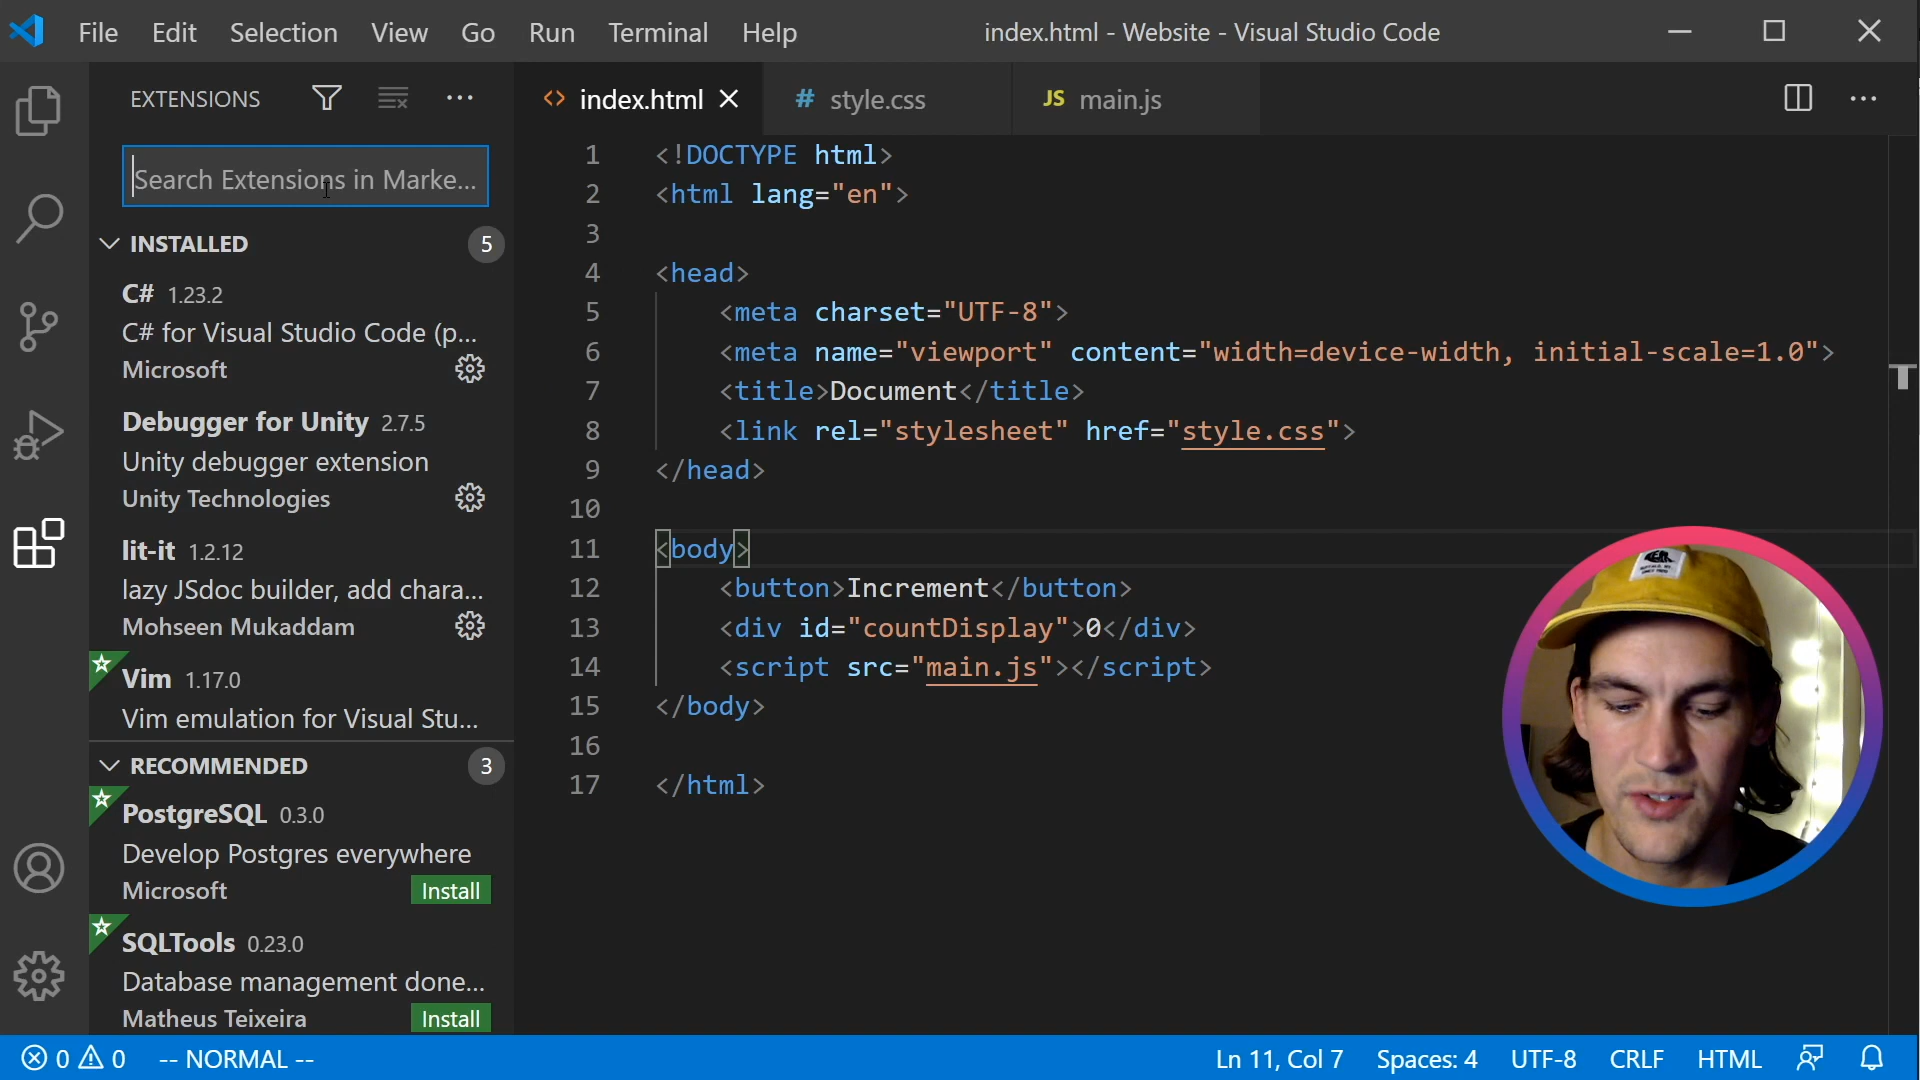 File Edit Selection View Go Run Terminal Help
index.html - Website - Visual Studio Code
EXTENSIONS
Search Extensions in Marke...
INSTALLED 5
C# 1.23.2
C# for Visual Studio Code (p...
Microsoft
Debugger for Unity 2.7.5
Unity debugger extension
Unity Technologies
lit-it 1.2.12
lazy JSdoc builder, add chara...
Mohseen Mukaddam
Vim 1.17.0
Vim emulation for Visual Stu...
RECOMMENDED 3
PostgreSQL 0.3.0
Develop Postgres everywhere
Microsoft Install
SQLTools 0.23.0
Database management done...
Matheus Teixeira Install
<> index.html # style.css JS main.js
1 <!DOCTYPE html>
2 <html lang="en">
3
4 <head>
5 <meta charset="UTF-8">
6 <meta name="viewport" content="width=device-width, initial-scale=1.0">
7 <title>Document</title>
8 <link rel="stylesheet" href="style.css">
9 </head>
10
11 <body>
12 <button>Increment</button>
13 <div id="countDisplay">0</div>
14 <script src="main.js"></script>
15 </body>
16
17 </html>
0 0 -- NORMAL --
Ln 11, Col 7 Spaces: 4 UTF-8 CRLF HTML